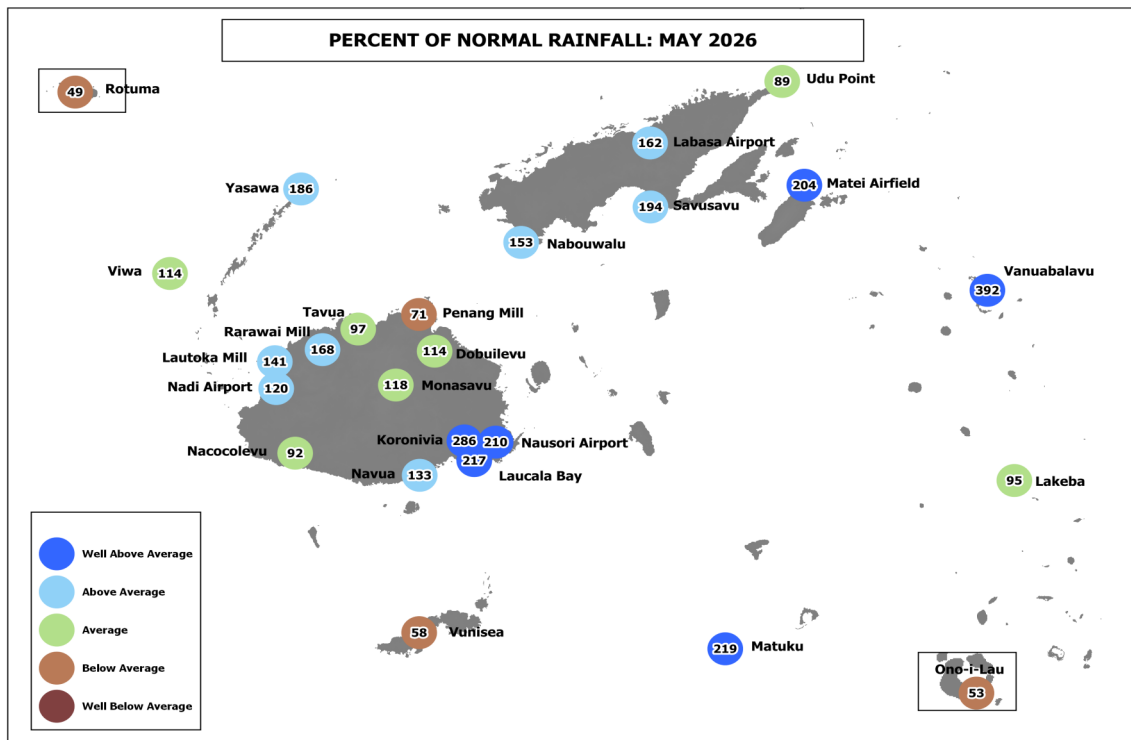 PERCENT OF NORMAL RAINFALL: MAY 2026
49 Rotuma
89 Udu Point
162 Labasa Airport
Yasawa 186
204 Matei Airfield
194 Savusavu
153 Nabouwalu
Viwa 114
Vanuabalavu
392
Tavua
97
71 Penang Mill
Rarawai Mill
168
114 Dobuilevu
Lautoka Mill 141
Nadi Airport 120
118 Monasavu
Koronivia 286
210 Nausori Airport
217 Laucala Bay
Nacocolevu 92
Navua 133
95 Lakeba
58 Vunisea
219 Matuku
Ono-i-Lau
53
Well Above Average
Above Average
Average
Below Average
Well Below Average